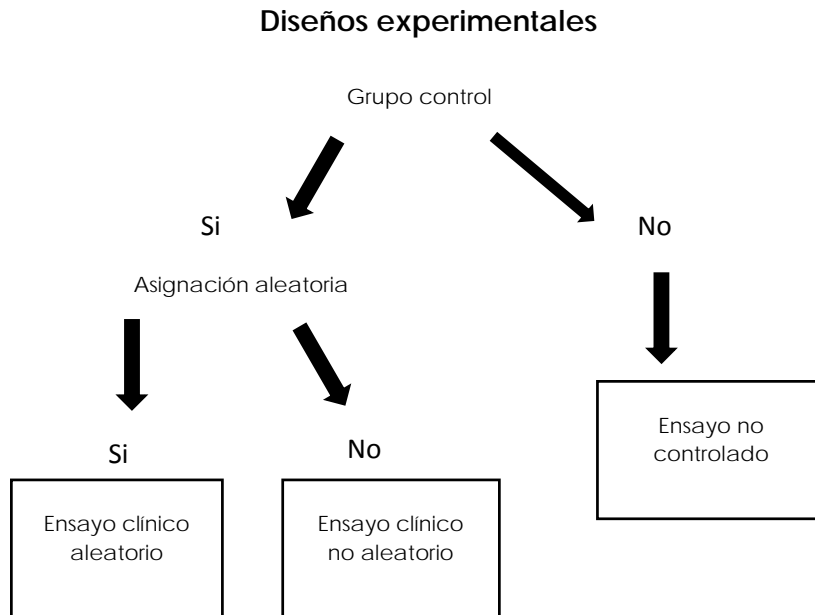 Diseños experimentales
Grupo control
Si
No
Asignación aleatoria
Si
No
Ensayo no
controlado
Ensayo clínico
aleatorio
Ensayo clínico
no aleatorio